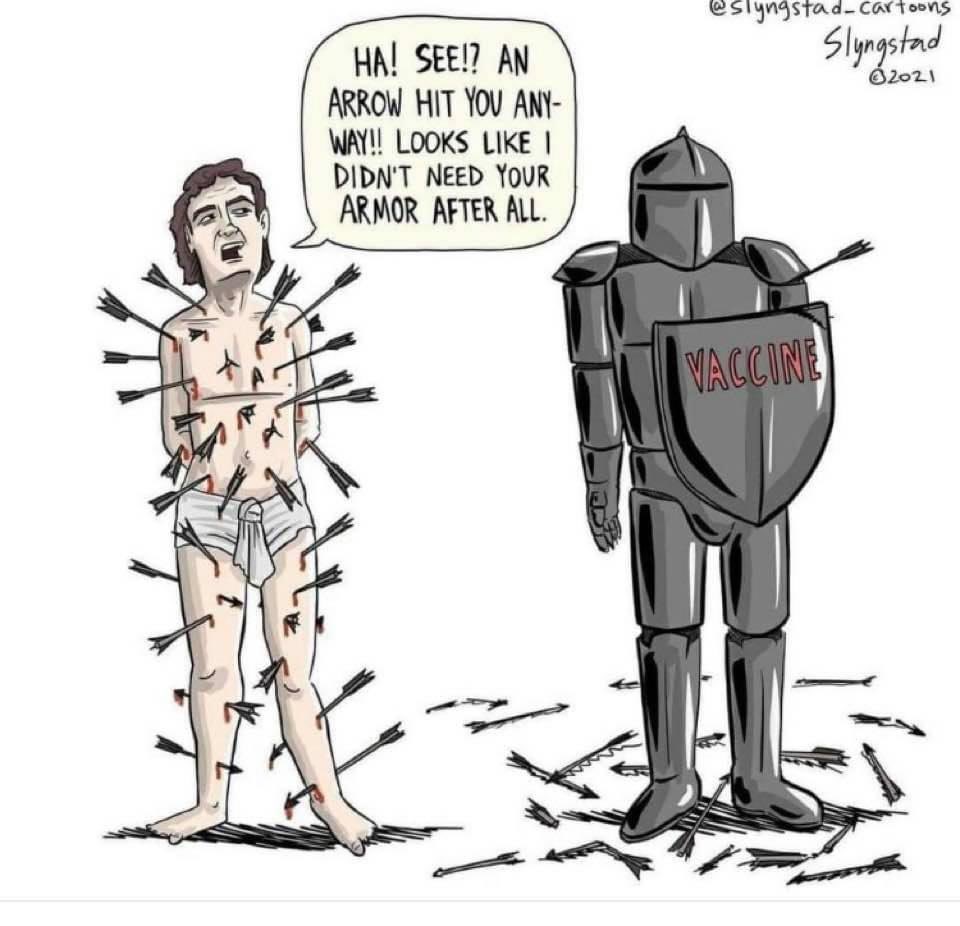 @slyngstad_cartoons
Slyngstad
©2021
HA! SEE!? AN
ARROW HIT YOU ANY-
WAY!! LOOKS LIKE I
DIDN'T NEED YOUR
ARMOR AFTER ALL.
VACCINE